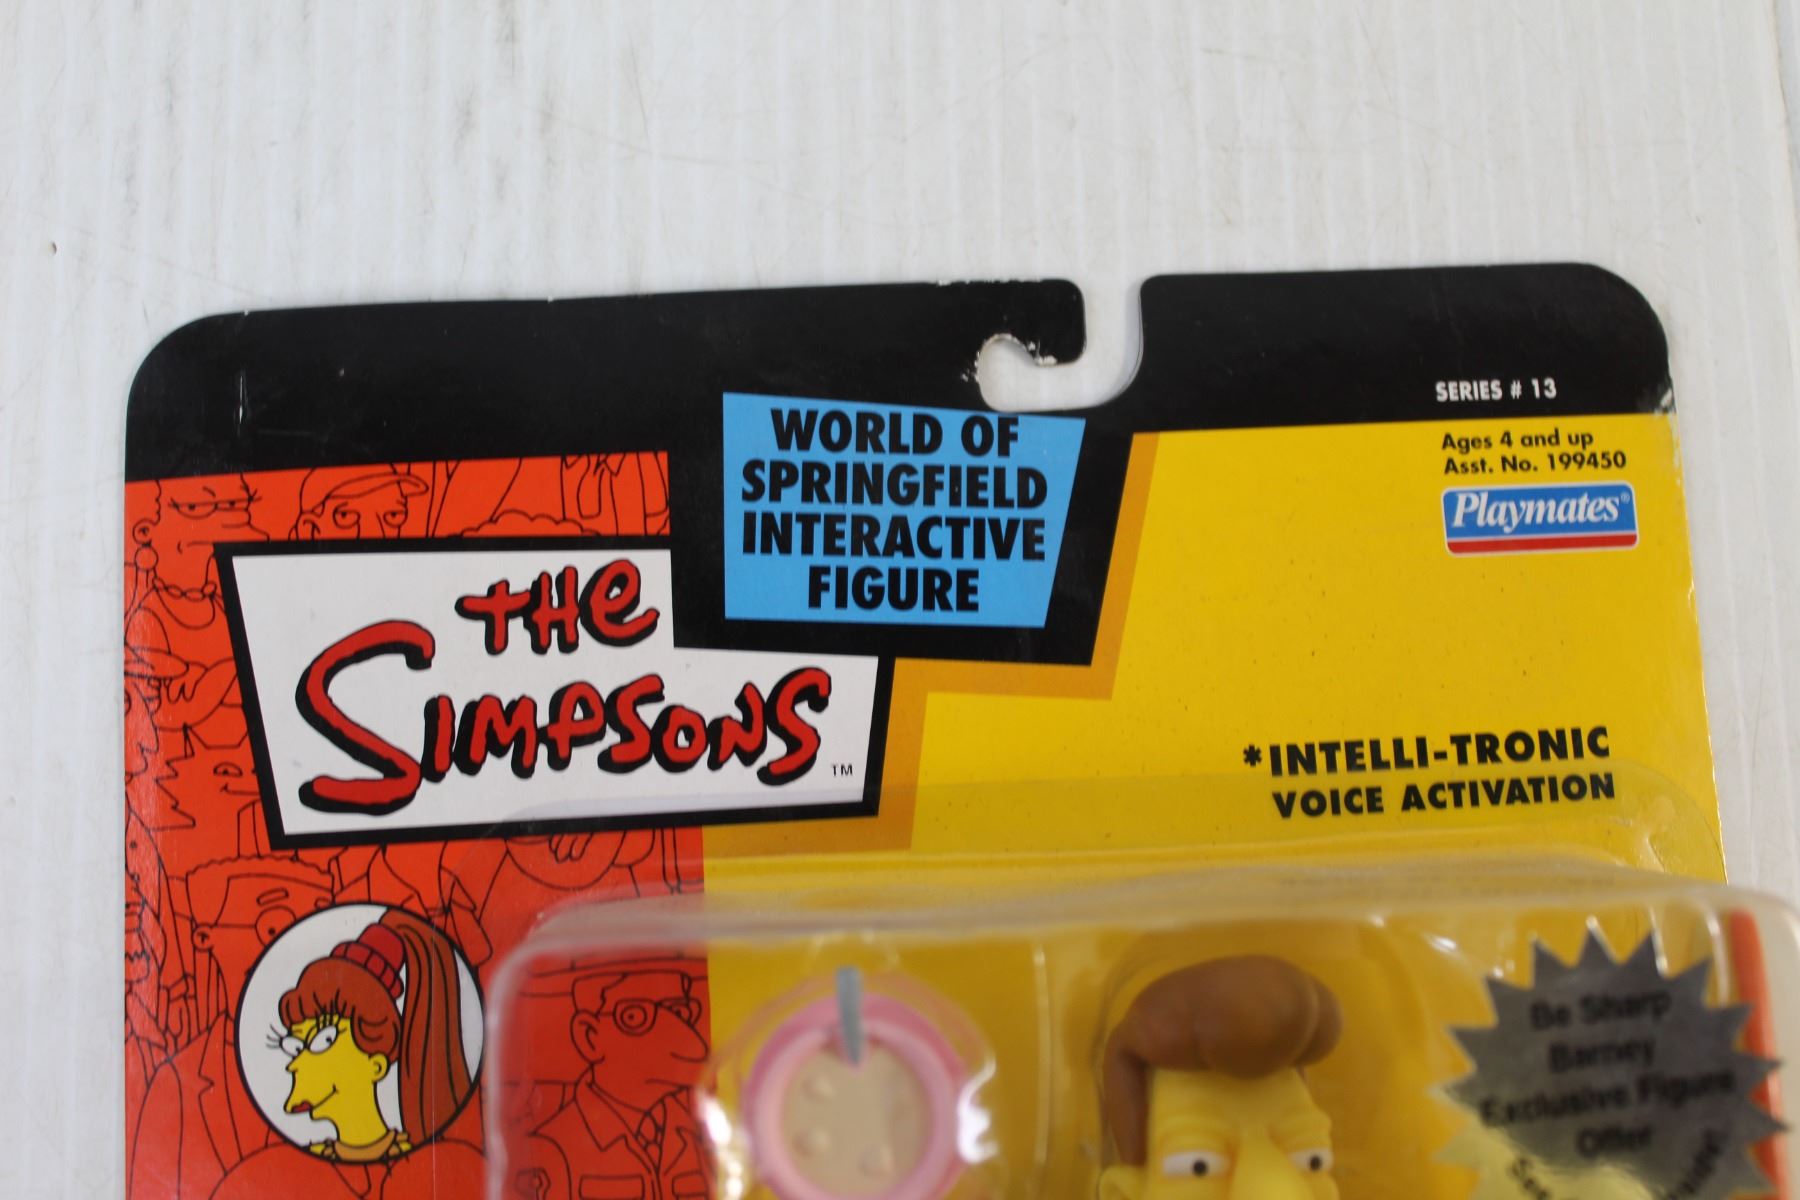 SERIES # 13
WORLD OF
SPRINGFIELD
INTERACTIVE
FIGURE
Ages 4 and up
Asst. No. 199450
Playmates®
THE
SIMPSONS
TM
*INTELLI-TRONIC
VOICE ACTIVATION
Be Sharp
Barney
Exclusive Figure
Offer